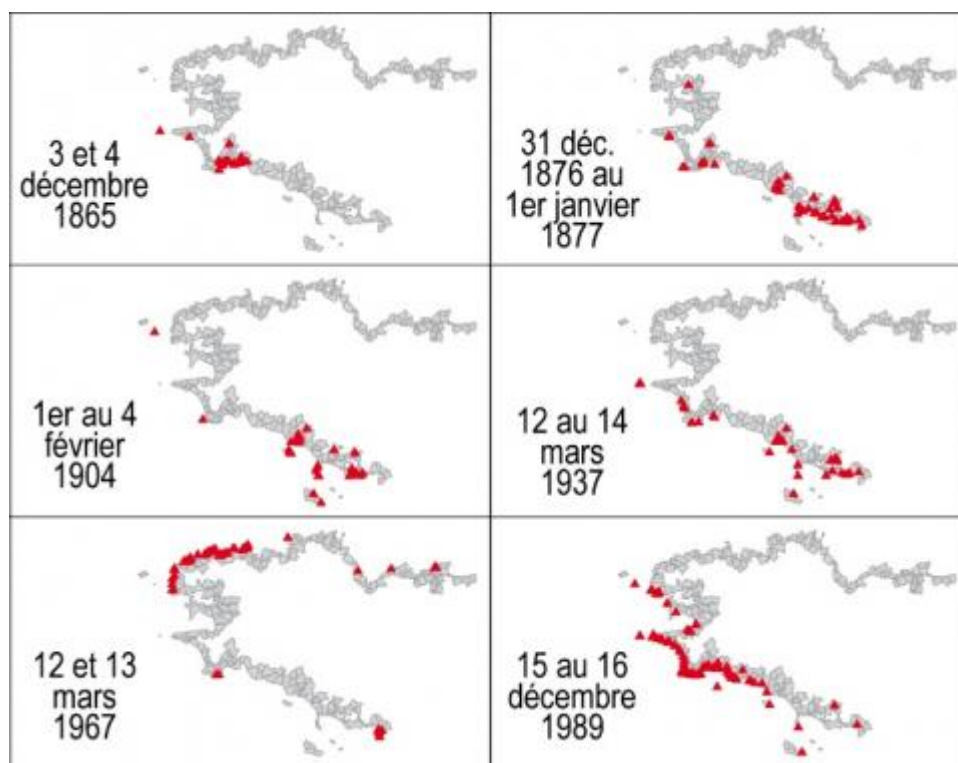 3 et 4
décembre
1865
31 déc.
1876 au
1er janvier
1877
1er au 4
février
1904
12 au 14
mars
1937
12 et 13
mars
1967
15 au 16
décembre
1989